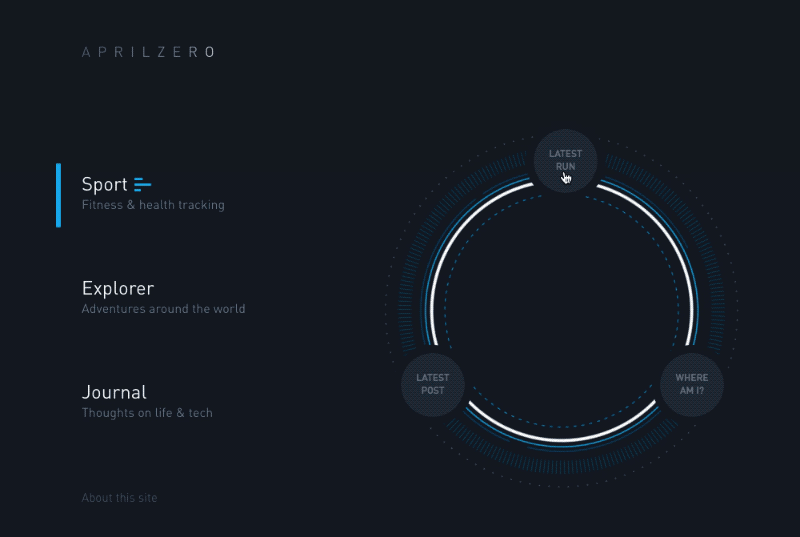 APRILZERO
Sport
Fitness & health tracking
Explorer
Adventures around the world
Journal
Thoughts on life & tech
About this site
LATEST
RUN
LATEST
POST
WHERE
AM I?